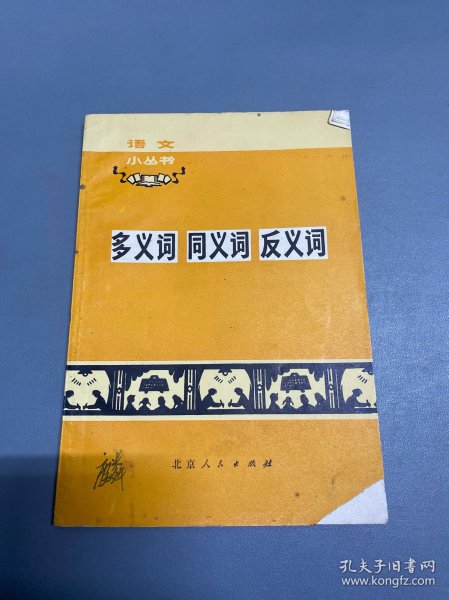 语文
小丛书
多义词 同义词 反义词
北京人民出版社
孔夫子旧书网
www.kongfz.com